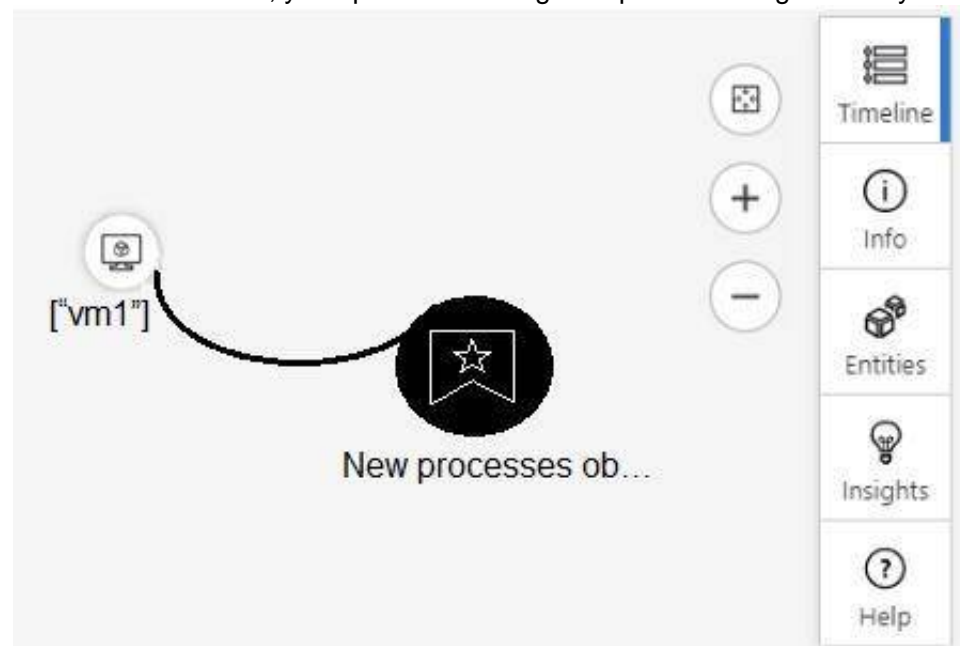 Timeline
Info
["vm1"]
Entities
New processes ob…
Insights
Help